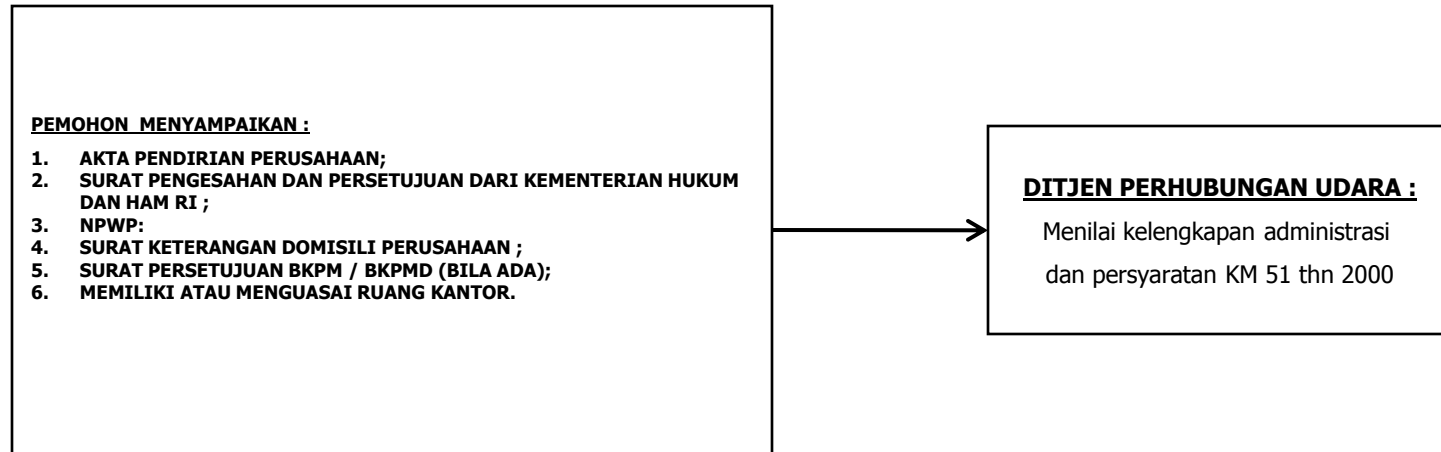 PEMOHON MENYAMPAIKAN :
1. AKTA PENDIRIAN PERUSAHAAN;
2. SURAT PENGESAHAN DAN PERSETUJUAN DARI KEMENTERIAN HUKUM
DAN HAM RI ;
3. NPWP:
4. SURAT KETERANGAN DOMISILI PERUSAHAAN ;
5. SURAT PERSETUJUAN BKPM / BKPMD (BILA ADA);
6. MEMILIKI ATAU MENGUASAI RUANG KANTOR.
DITJEN PERHUBUNGAN UDARA :
Menilai kelengkapan administrasi
dan persyaratan KM 51 thn 2000